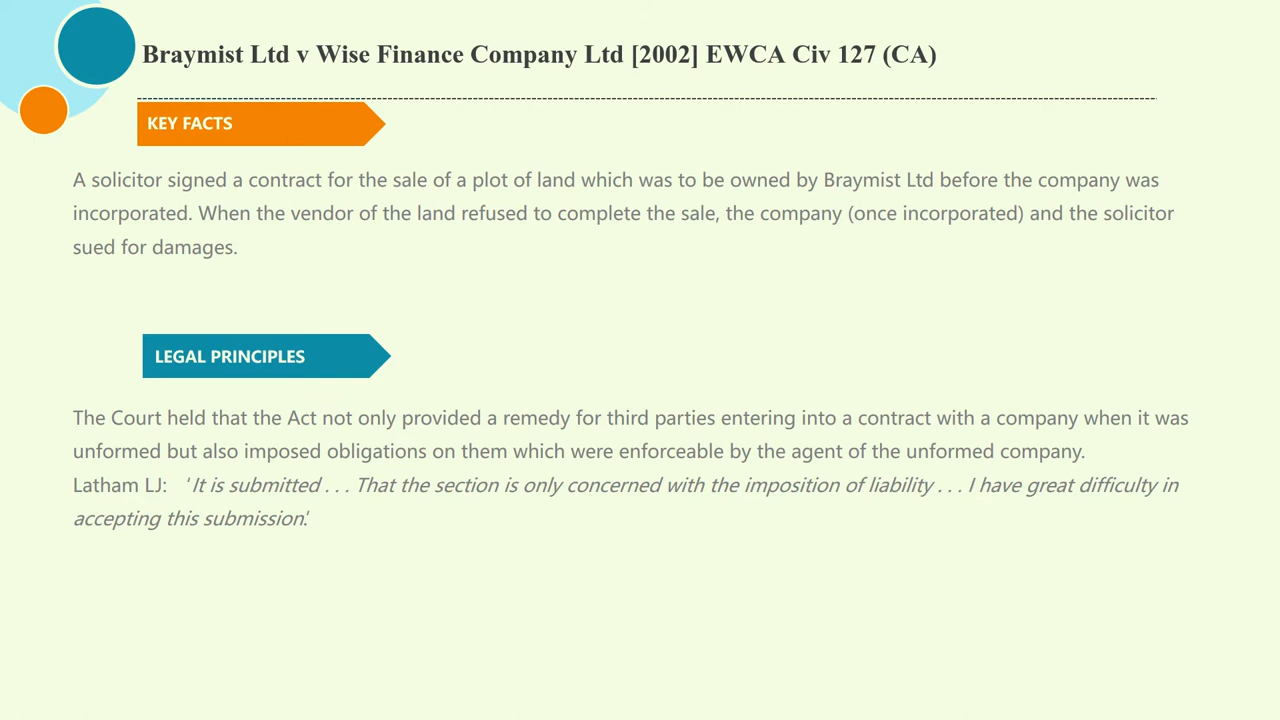 Braymist Ltd v Wise Finance Company Ltd [2002] EWCA Civ 127 (CA)
KEY FACTS
A solicitor signed a contract for the sale of a plot of land which was to be owned by Braymist Ltd before the company was
incorporated. When the vendor of the land refused to complete the sale, the company (once incorporated) and the solicitor
sued for damages.
LEGAL PRINCIPLES
The Court held that the Act not only provided a remedy for third parties entering into a contract with a company when it was
unformed but also imposed obligations on them which were enforceable by the agent of the unformed company.
Latham LJ: 'It is submitted . . . That the section is only concerned with the imposition of liability . . . I have great difficulty in
accepting this submission.'